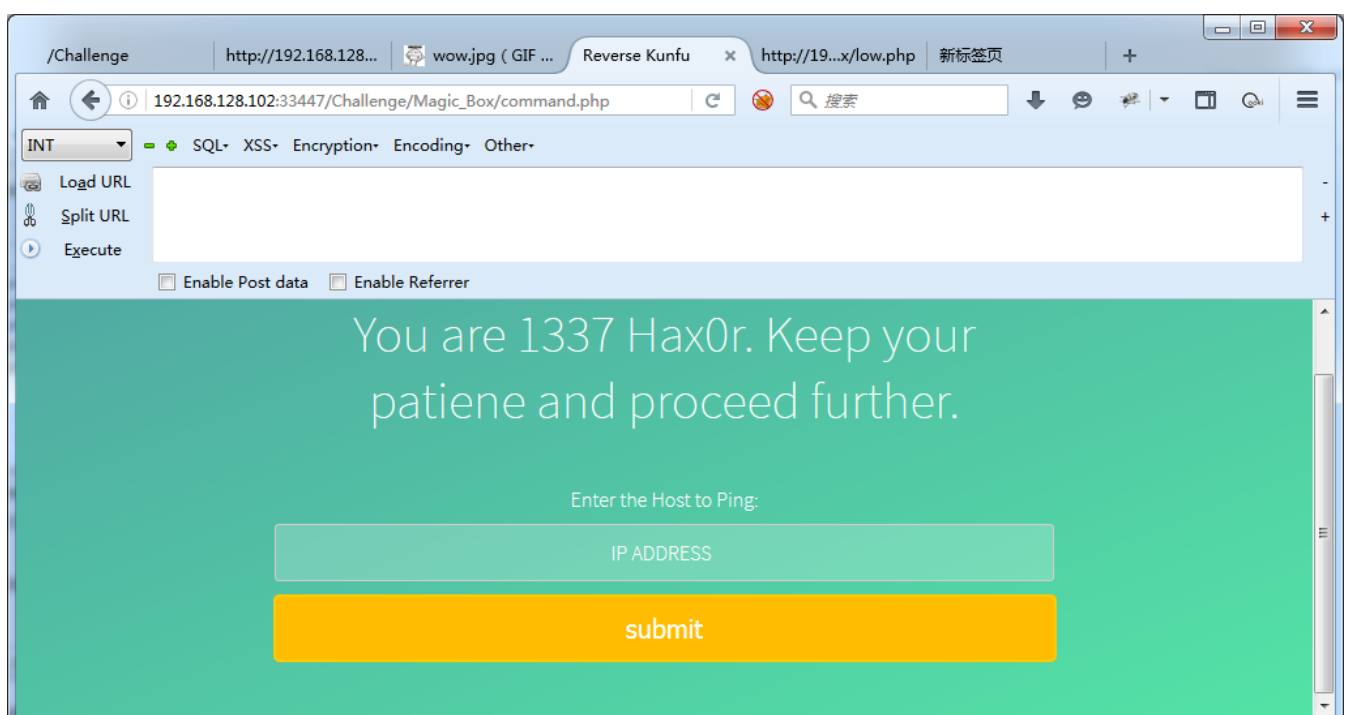 /Challenge http://192.168.128... wow.jpg ( GIF ... Reverse Kunfu × http://19...x/low.php 新标签页 +
192.168.128.102:33447/Challenge/Magic_Box/command.php 搜索
INT SQL- XSS- Encryption- Encoding- Other-
Load URL
Split URL
Execute
Enable Post data Enable Referrer
You are 1337 Hax0r. Keep your
patiene and proceed further.
Enter the Host to Ping:
IP ADDRESS
submit